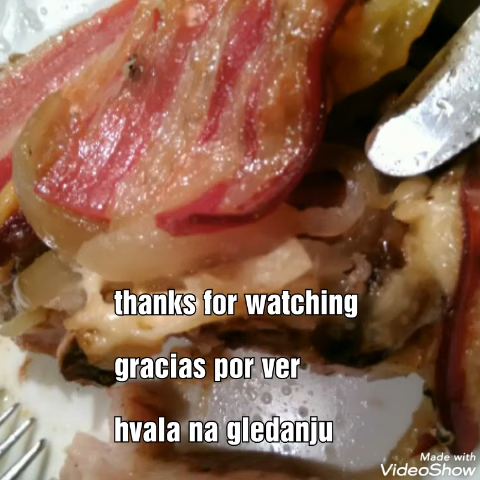 thanks for watching
gracias por ver
hvala na gledanju
Made with
VideoShow